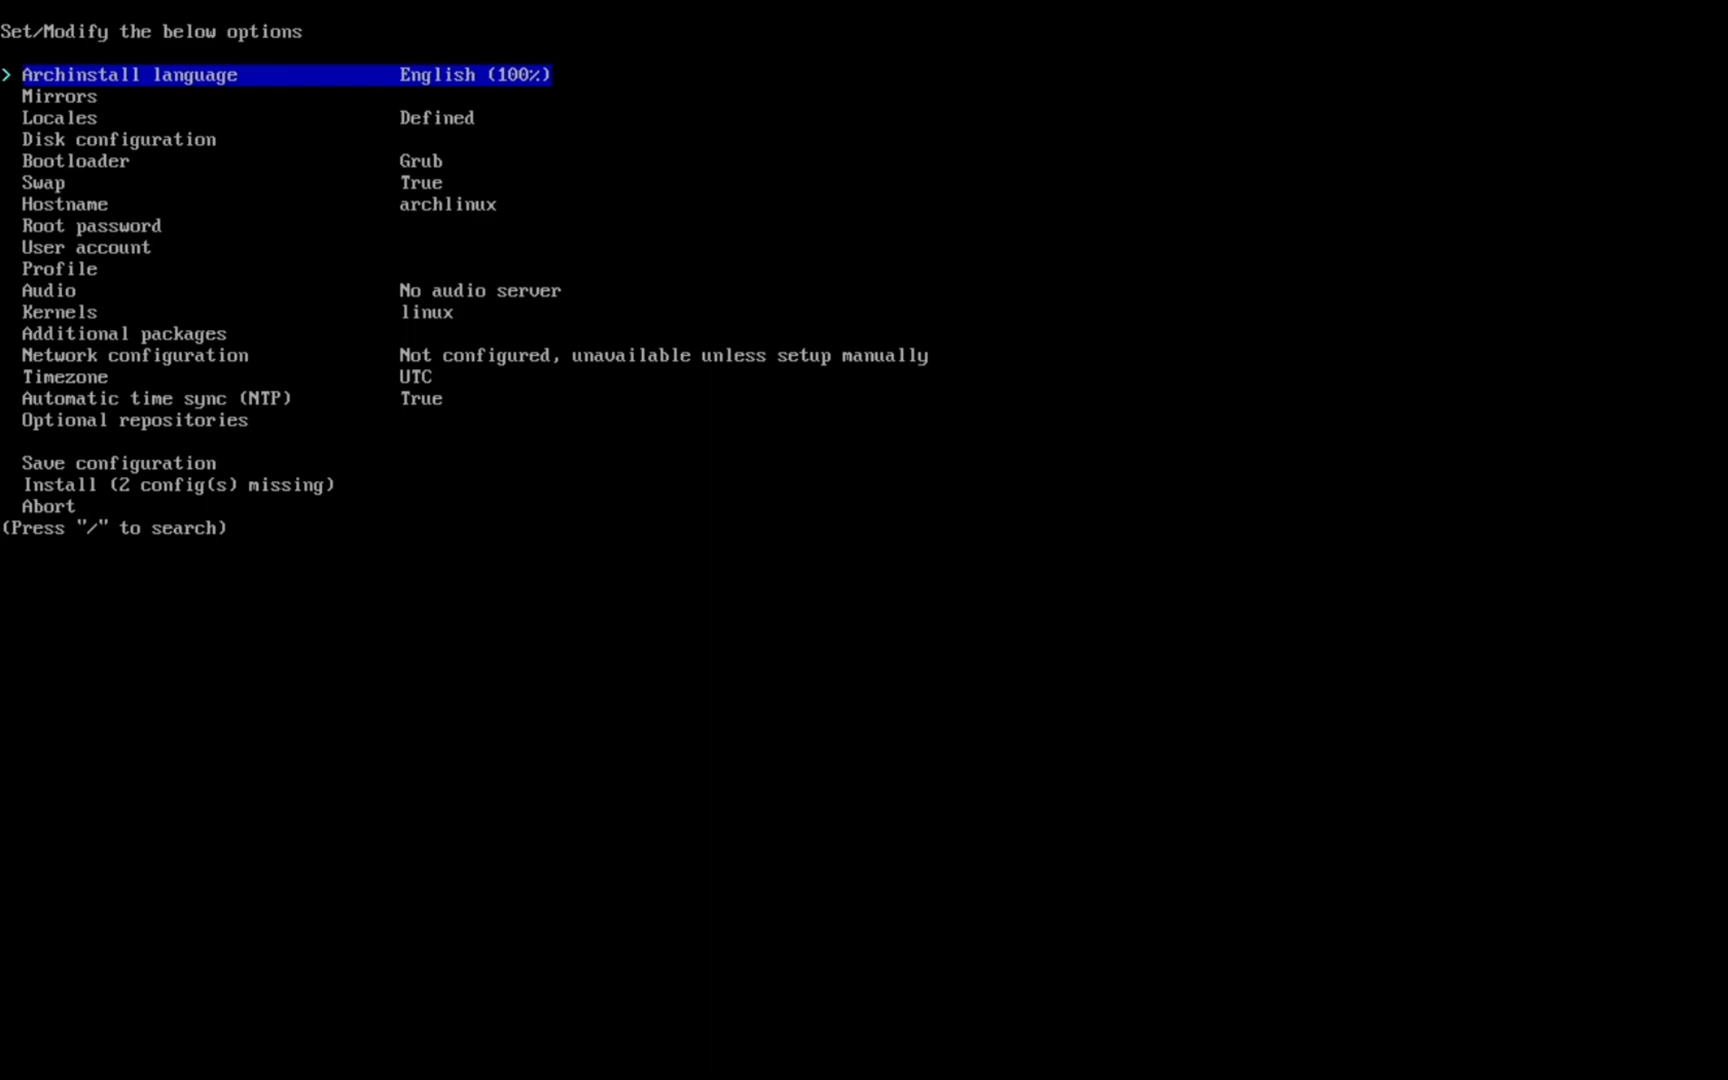 Set/Modify the below options
> Archinstall language English (100%)
Mirrors
Locales Defined
Disk configuration
Bootloader Grub
Swap True
Hostname archlinux
Root password
User account
Profile
Audio No audio server
Kernels linux
Additional packages
Network configuration Not configured, unavailable unless setup manually
Timezone UTC
Automatic time sync (NTP) True
Optional repositories
Save configuration
Install (2 config(s) missing)
Abort
(Press "/" to search)